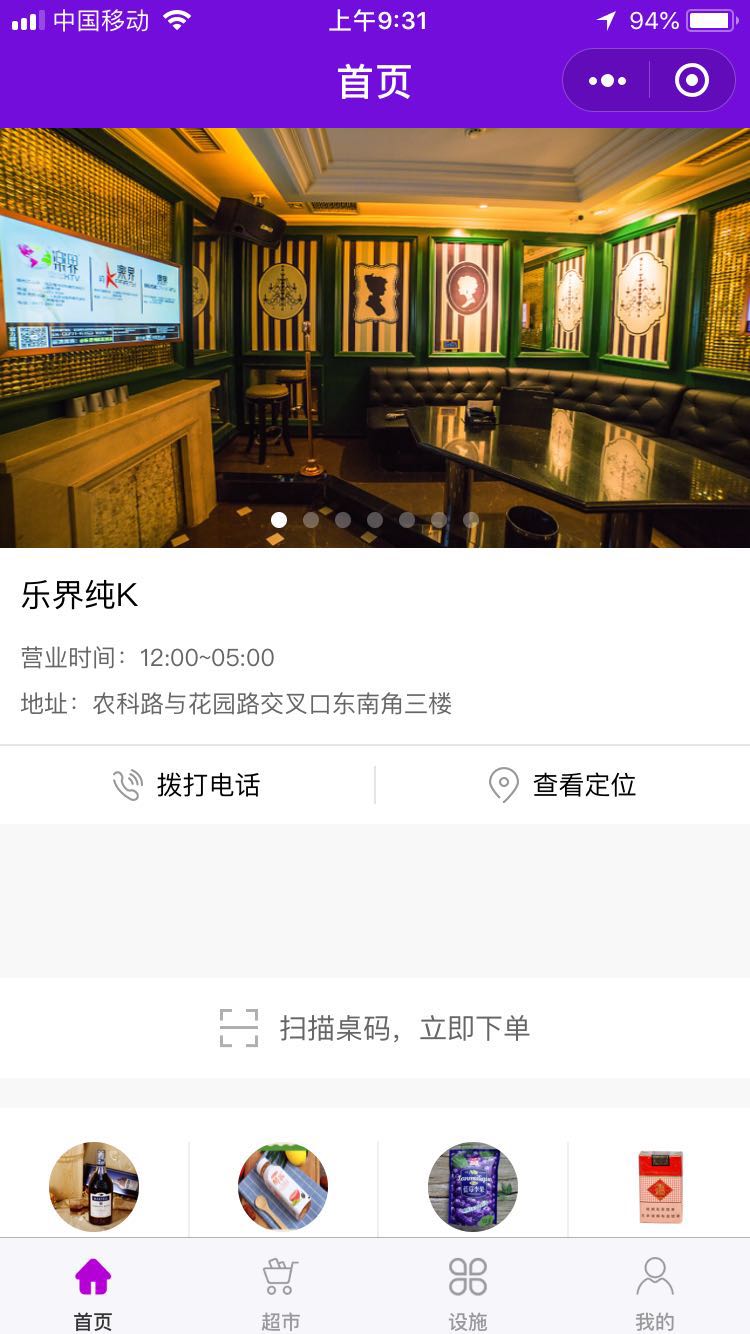 中国移动
上午9:31
94%
首页
乐界纯K
营业时间：12:00~05:00
地址：农科路与花园路交叉口东南角三楼
拨打电话
查看定位
扫描桌码，立即下单
首页
超市
设施
我的